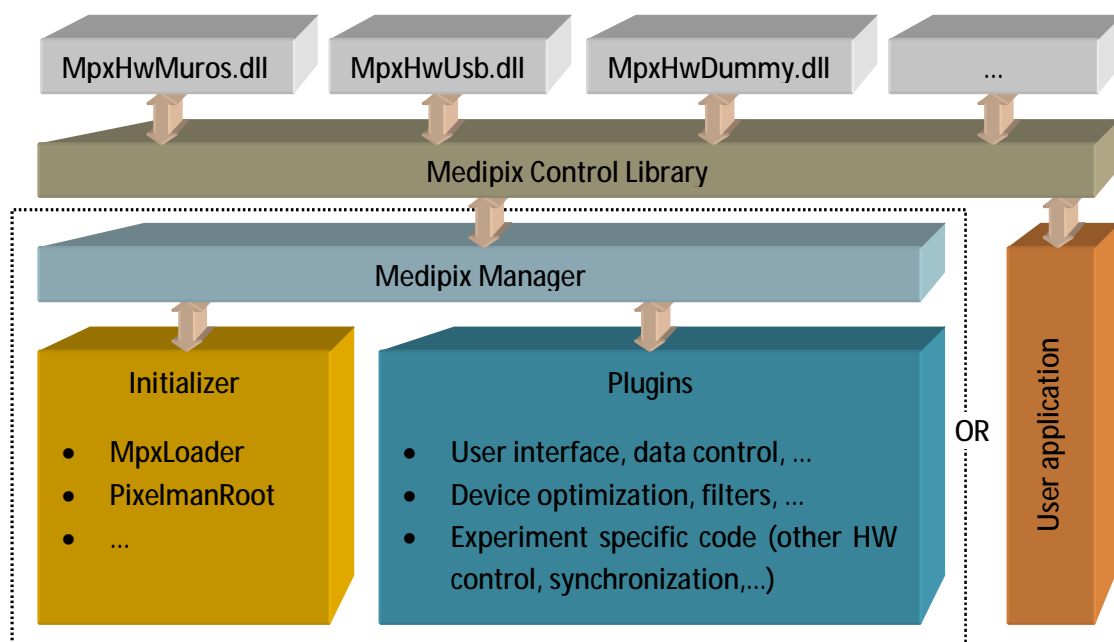 MpxHwMuros.dll
MpxHwUsb.dll
MpxHwDummy.dll
...
Medipix Control Library
Medipix Manager
Initializer
• MpxLoader
• PixelmanRoot
• ...
Plugins
• User interface, data control, ...
• Device optimization, filters, ...
• Experiment specific code (other HW
control, synchronization,...)
OR
User application